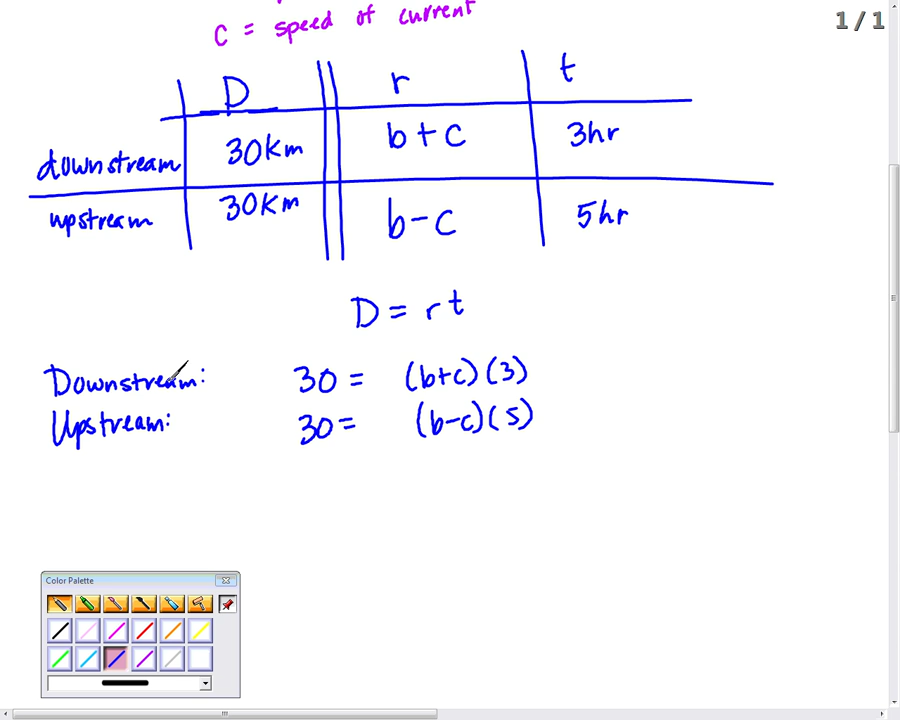 1 / 1
C = speed of current
D r t
downstream 30km b + c 3hr
upstream 30km b - c 5hr
D = rt
Downstream: 30 = (b+c)(3)
Upstream: 30 = (b-c)(5)
Color Palette